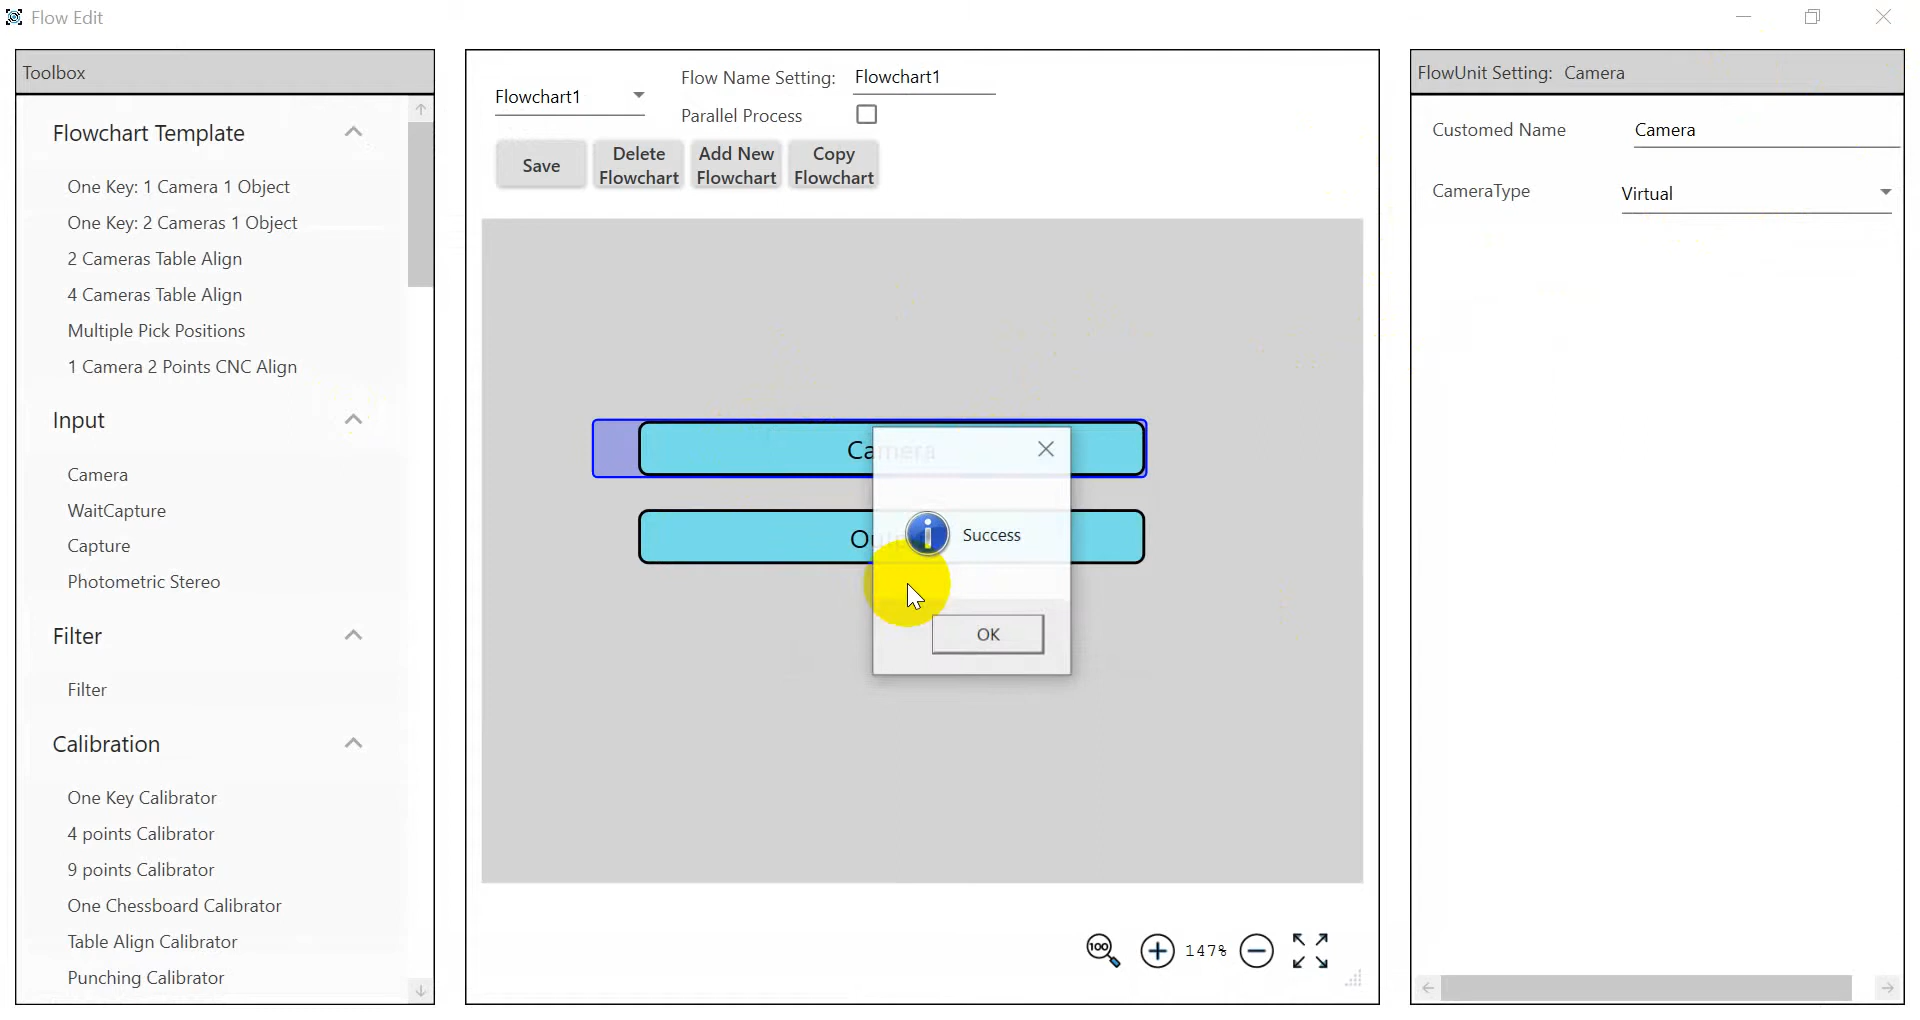 Flow Edit
Toolbox
Flowchart Template
One Key: 1 Camera 1 Object
One Key: 2 Cameras 1 Object
2 Cameras Table Align
4 Cameras Table Align
Multiple Pick Positions
1 Camera 2 Points CNC Align
Input
Camera
WaitCapture
Capture
Photometric Stereo
Filter
Filter
Calibration
One Key Calibrator
4 points Calibrator
9 points Calibrator
One Chessboard Calibrator
Table Align Calibrator
Punching Calibrator
Flowchart1
Flow Name Setting: Flowchart1
Parallel Process
Save
Delete
Flowchart
Add New
Flowchart
Copy
Flowchart
Camera
Success
OK
100
147%
FlowUnit Setting: Camera
Customed Name Camera
CameraType Virtual